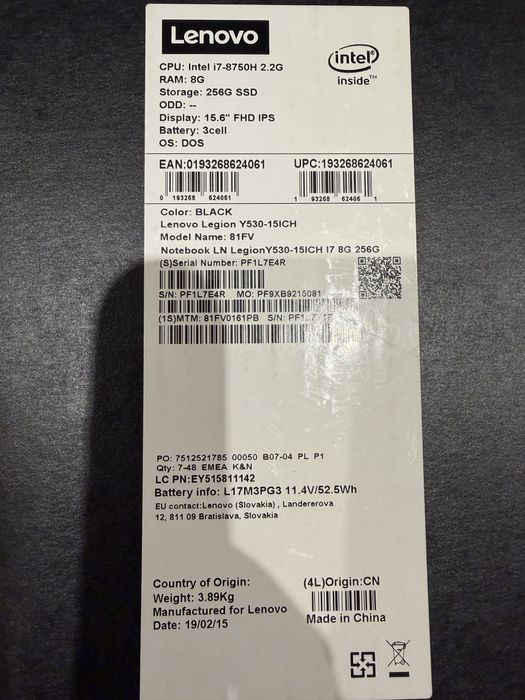 Lenovo
intel
inside™
CPU: Intel i7-8750H 2.2G
RAM: 8G
Storage: 256G SSD
ODD: --
Display: 15.6" FHD IPS
Battery: 3cell
OS: DOS
EAN:0193268624061 UPC:193268624061
0 193268 624061 1 93268 62406 1
Color: BLACK
Lenovo Legion Y530-15ICH
Model Name: 81FV
Notebook LN LegionY530-15ICH I7 8G 256G
(S)Serial Number: PF1L7E4R
S/N: PF1L7E4R MO: PF9XB9215081
(1S)MTM: 81FV0161PB S/N:
PO: 7512521785 00050 B07-04 PL P1
Qty: 7-48 EMEA K&N
LC PN:EY515811142
Battery info: L17M3PG3 11.4V/52.5Wh
EU contact:Lenovo (Slovakia) , Landererova
12, 811 09 Bratislava, Slovakia
Country of Origin: (4L)Origin:CN
Weight: 3.89Kg
Manufactured for Lenovo Made in China
Date: 19/02/15